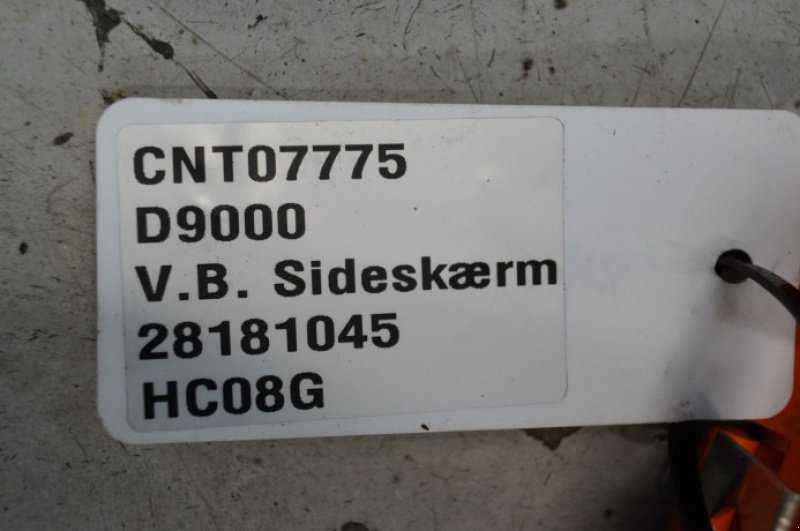 CNT07775
D9000
V.B. Sideskærm
28181045
HC08G